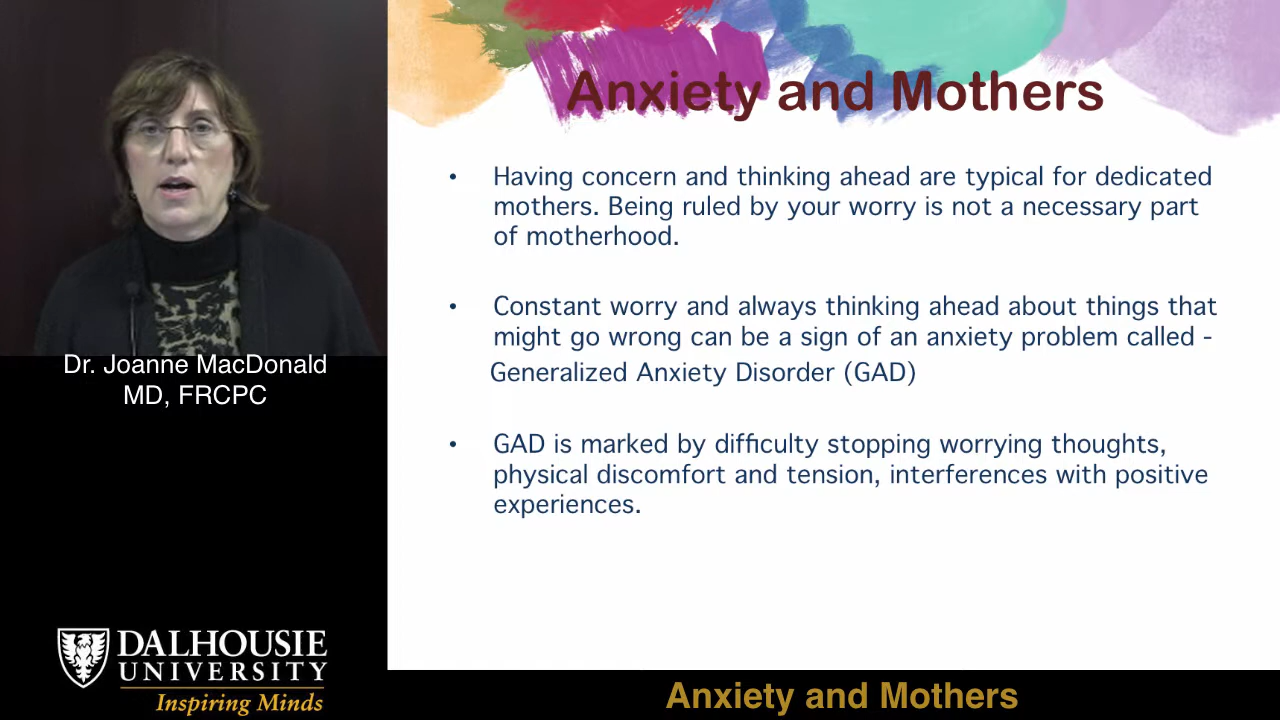 Anxiety and Mothers
• Having concern and thinking ahead are typical for dedicated
mothers. Being ruled by your worry is not a necessary part
of motherhood.
• Constant worry and always thinking ahead about things that
might go wrong can be a sign of an anxiety problem called -
Generalized Anxiety Disorder (GAD)
• GAD is marked by difficulty stopping worrying thoughts,
physical discomfort and tension, interferences with positive
experiences.
Dr. Joanne MacDonald
MD, FRCPC
DALHOUSIE
UNIVERSITY
Inspiring Minds
Anxiety and Mothers